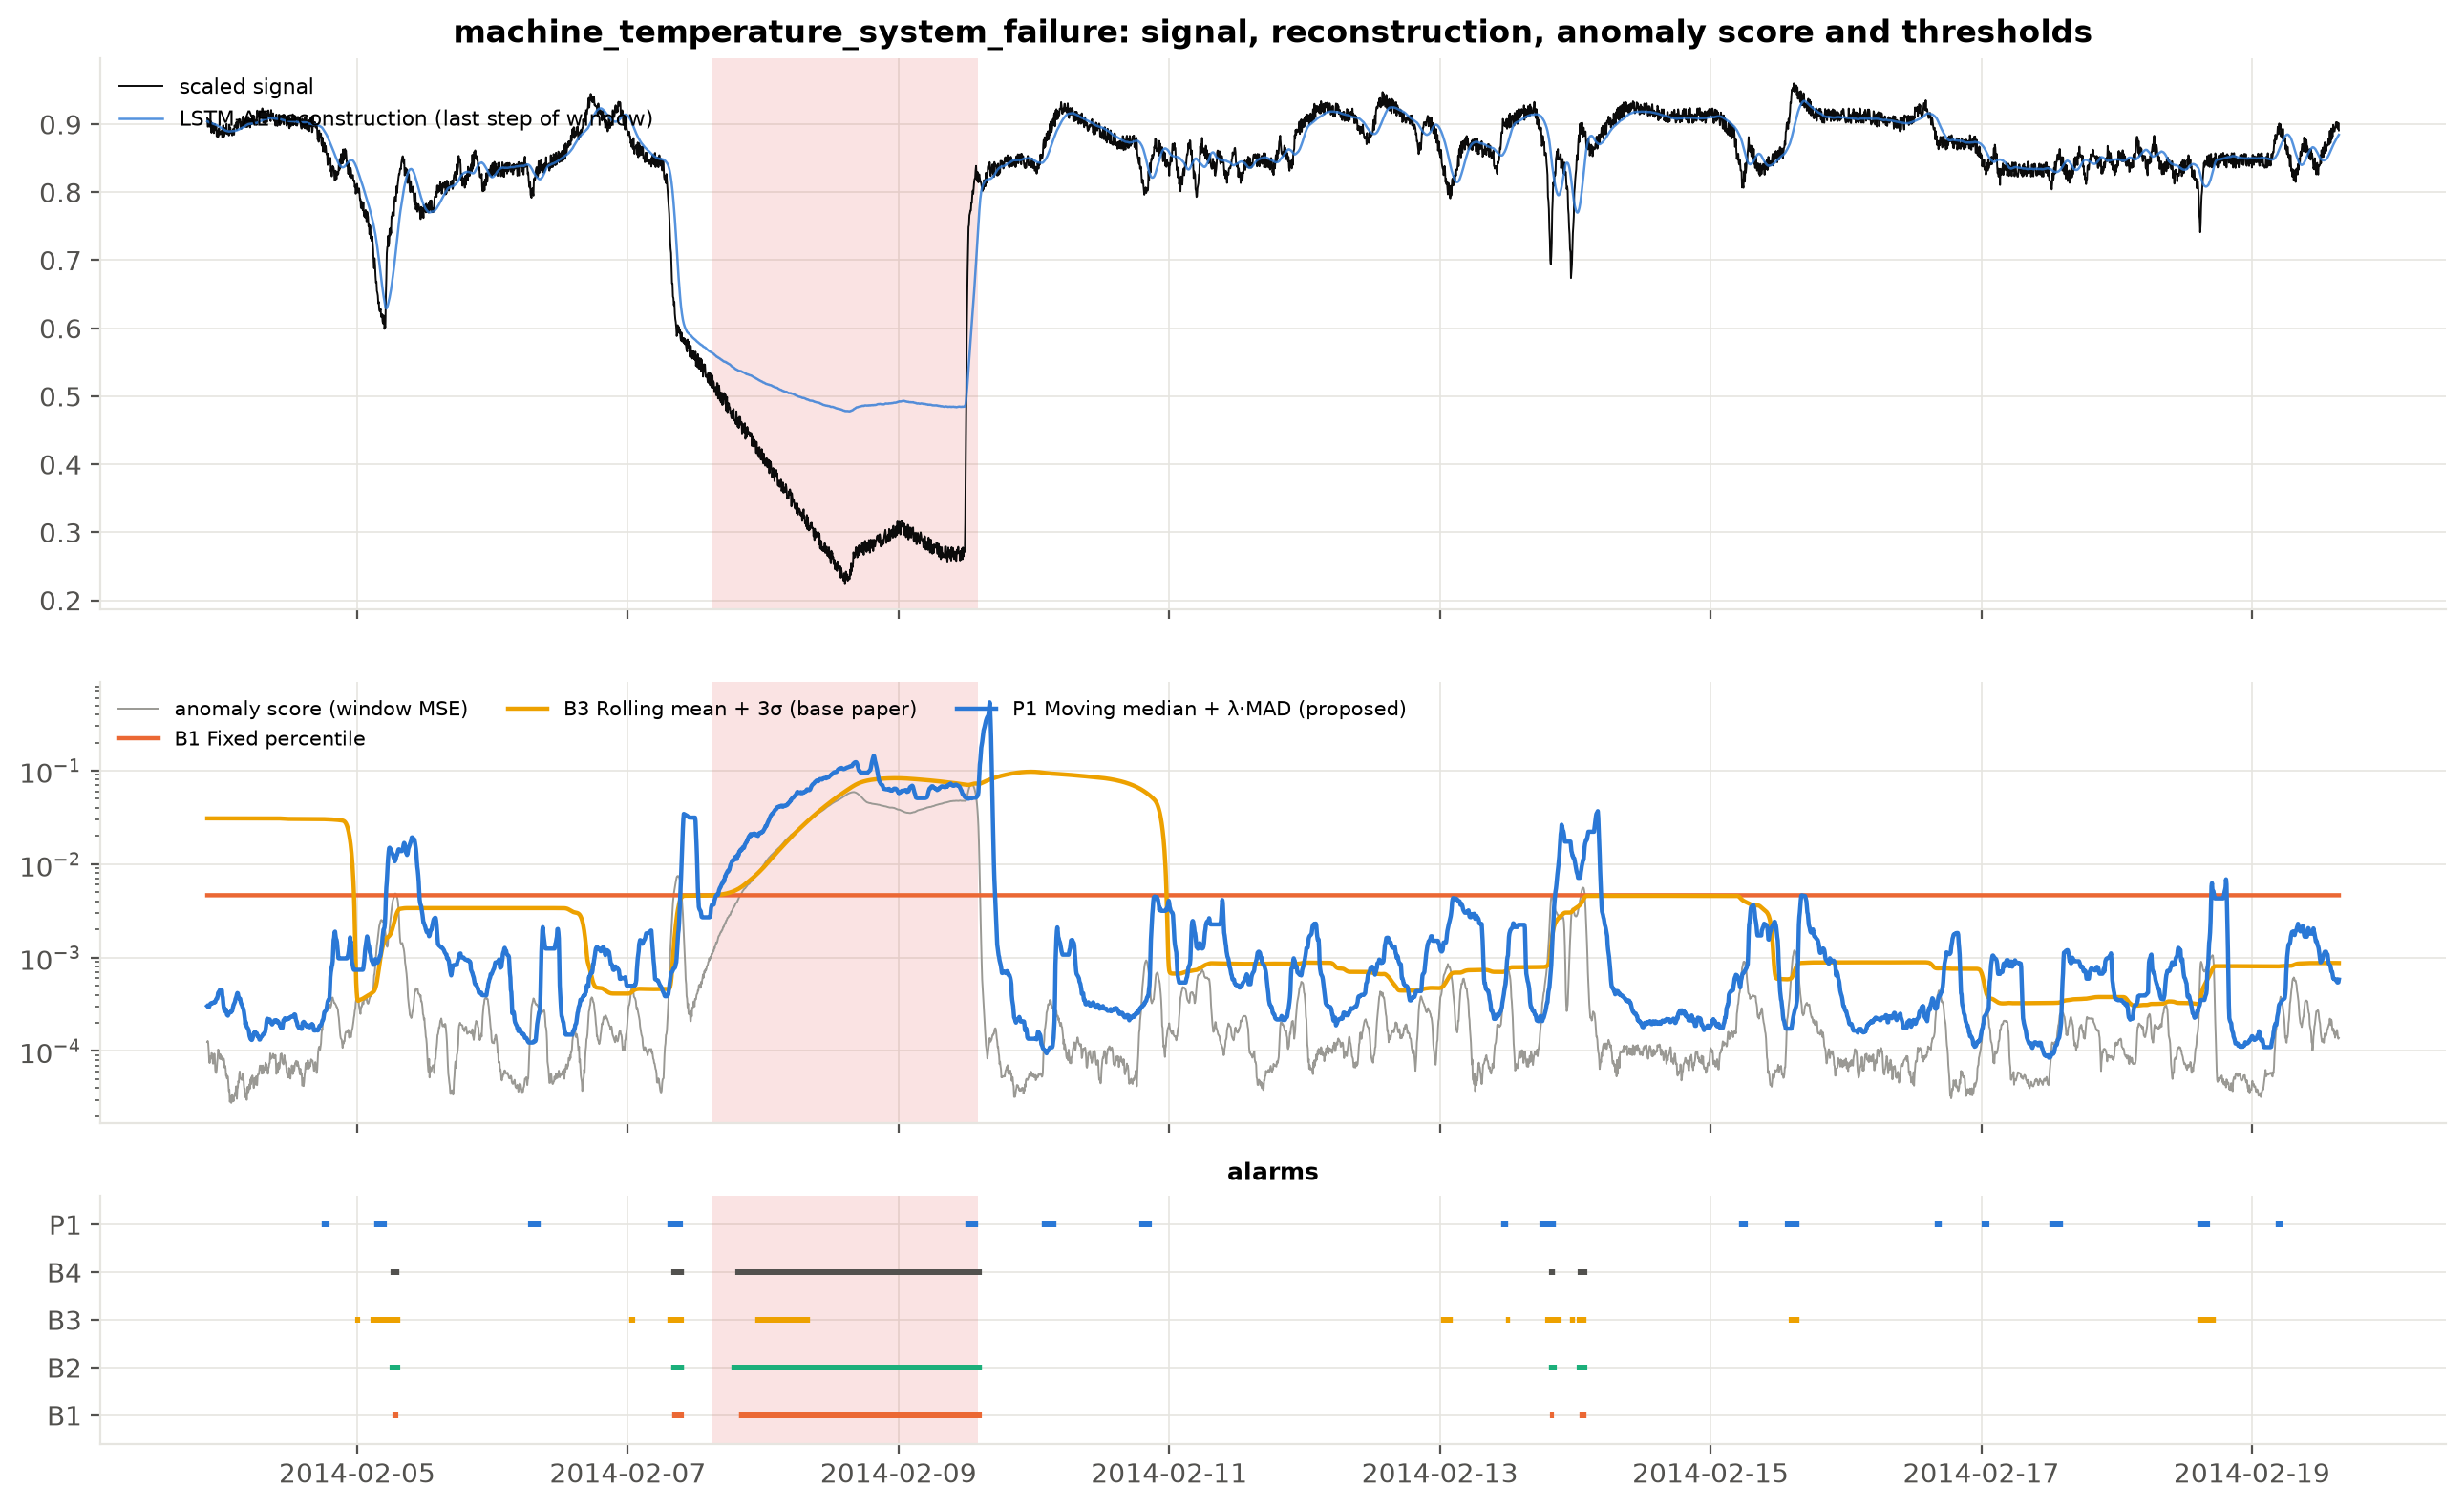 machine_temperature_system_failure: signal, reconstruction, anomaly score and thresholds
scaled signal
LSTM-AE reconstruction (last step of window)
0.9
0.8
0.7
0.6
0.5
0.4
0.3
0.2
anomaly score (window MSE)
B1 Fixed percentile
B3 Rolling mean + 3σ (base paper)
P1 Moving median + λ·MAD (proposed)
10⁻¹
10⁻²
10⁻³
10⁻⁴
alarms
P1
B4
B3
B2
B1
2014-02-05
2014-02-07
2014-02-09
2014-02-11
2014-02-13
2014-02-15
2014-02-17
2014-02-19